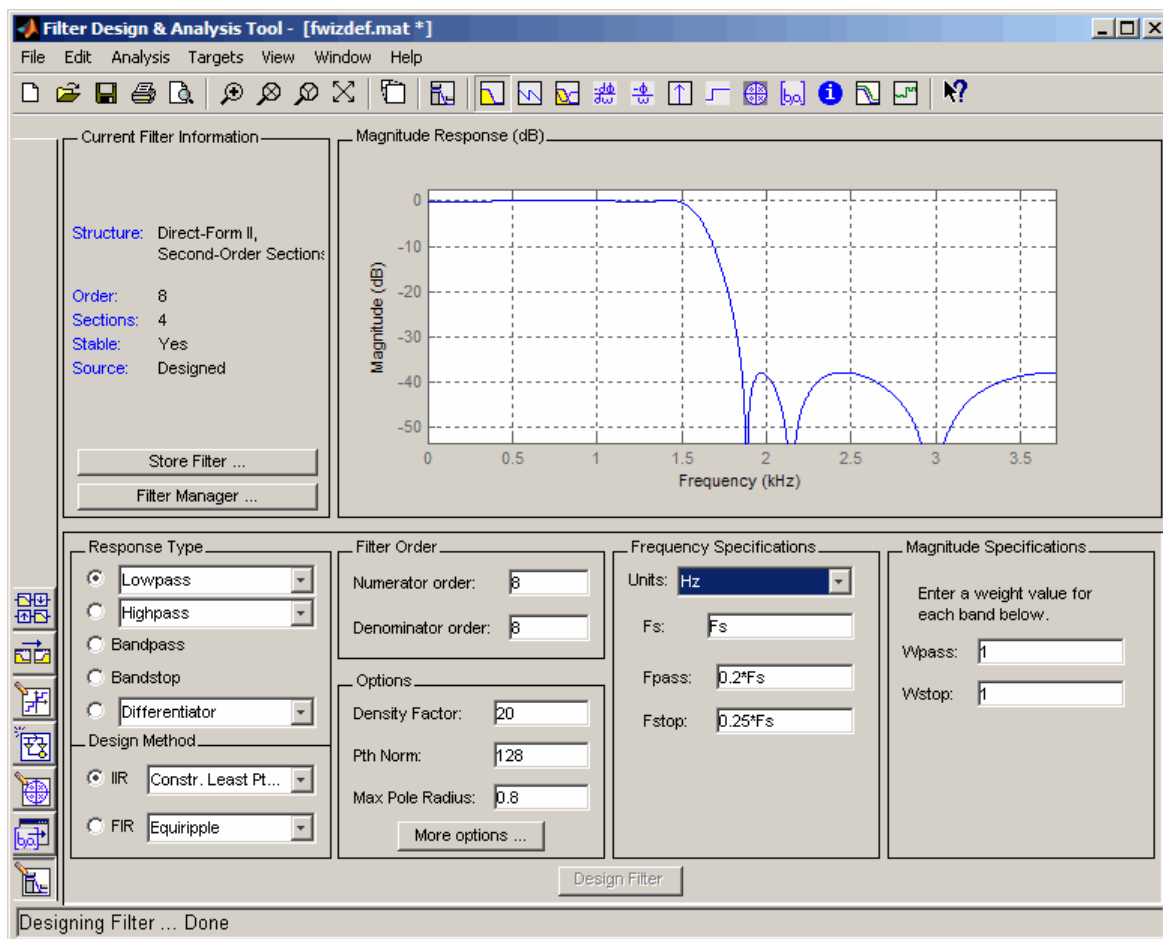 Filter Design & Analysis Tool - [fwizdef.mat *]
File Edit Analysis Targets View Window Help
Current Filter Information
Structure: Direct-Form II,
Second-Order Sections
Order: 8
Sections: 4
Stable: Yes
Source: Designed
Store Filter ...
Filter Manager ...
Magnitude Response (dB)
Magnitude (dB)
0
-10
-20
-30
-40
-50
0 0.5 1 1.5 2 2.5 3 3.5
Frequency (kHz)
Response Type
Lowpass
Highpass
Bandpass
Bandstop
Differentiator
Design Method
IIR Constr. Least Pt...
FIR Equiripple
Filter Order
Numerator order: 8
Denominator order: 8
Options
Density Factor: 20
Pth Norm: 128
Max Pole Radius: 0.8
More options ...
Frequency Specifications
Units: Hz
Fs: Fs
Fpass: 0.2*Fs
Fstop: 0.25*Fs
Magnitude Specifications
Enter a weight value for
each band below.
Wpass: 1
Wstop: 1
Design Filter
Designing Filter ... Done